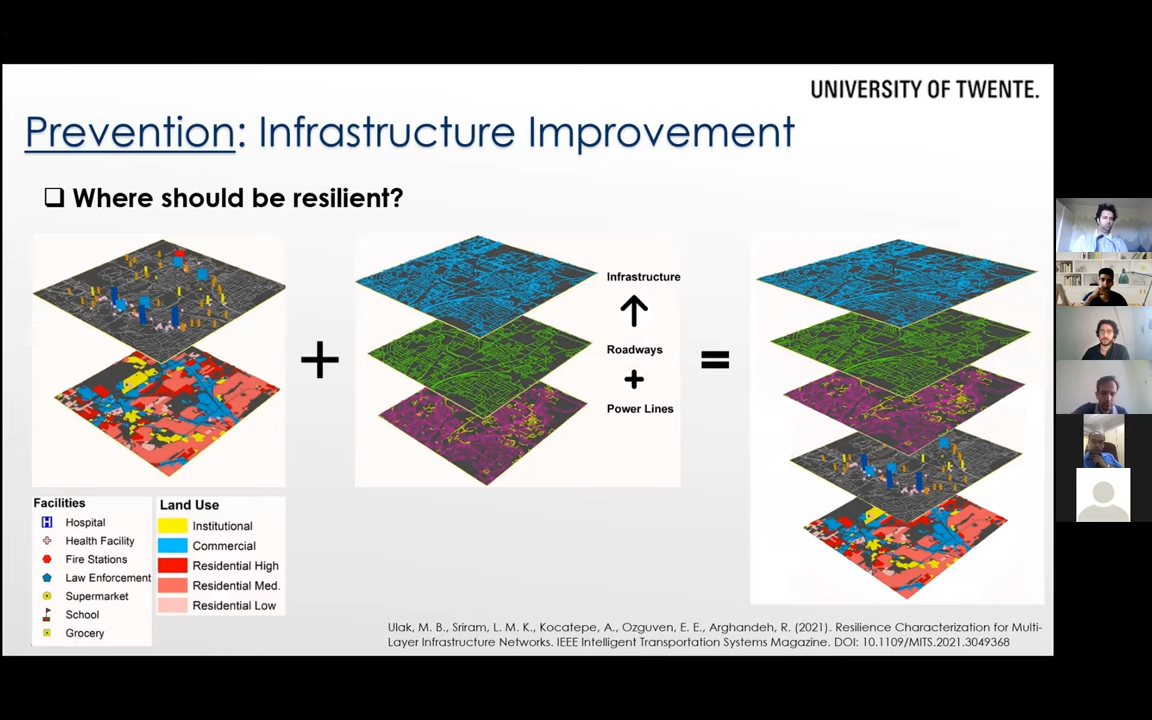 UNIVERSITY OF TWENTE.
Prevention: Infrastructure Improvement
Where should be resilient?
Infrastructure
Roadways
+
Power Lines
+
=
Facilities
H Hospital
Health Facility
Fire Stations
Law Enforcement
Supermarket
School
Grocery
Land Use
Institutional
Commercial
Residential High
Residential Med.
Residential Low
Ulak, M. B., Sriram, L. M. K., Kocatepe, A., Ozguven, E. E., Arghandeh, R. (2021). Resilience Characterization for Multi-
Layer Infrastructure Networks. IEEE Intelligent Transportation Systems Magazine. DOI: 10.1109/MITS.2021.3049368